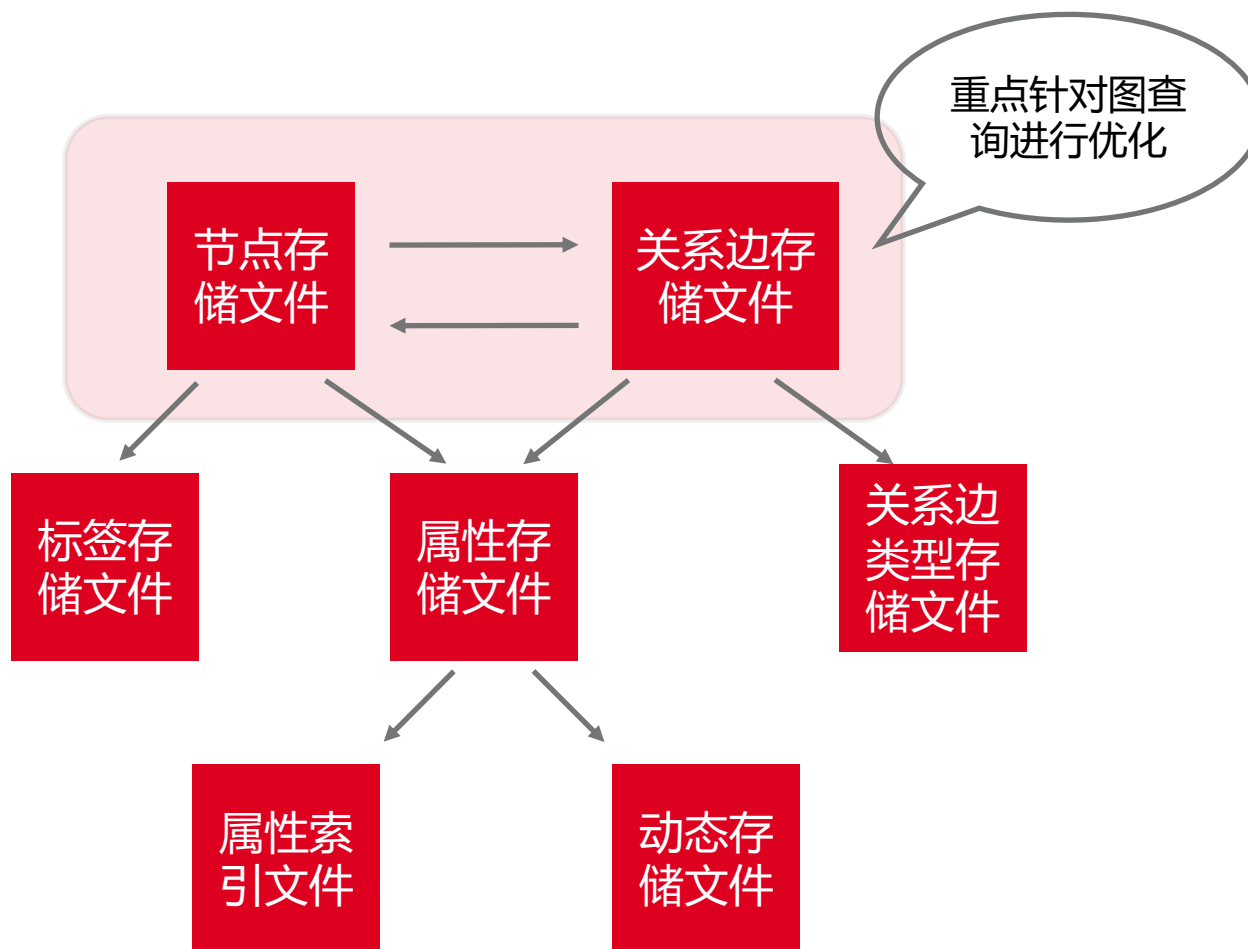 重点针对图查
询进行优化
节点存
储文件
关系边存
储文件
标签存
储文件
属性存
储文件
关系边
类型存
储文件
属性索
引文件
动态存
储文件